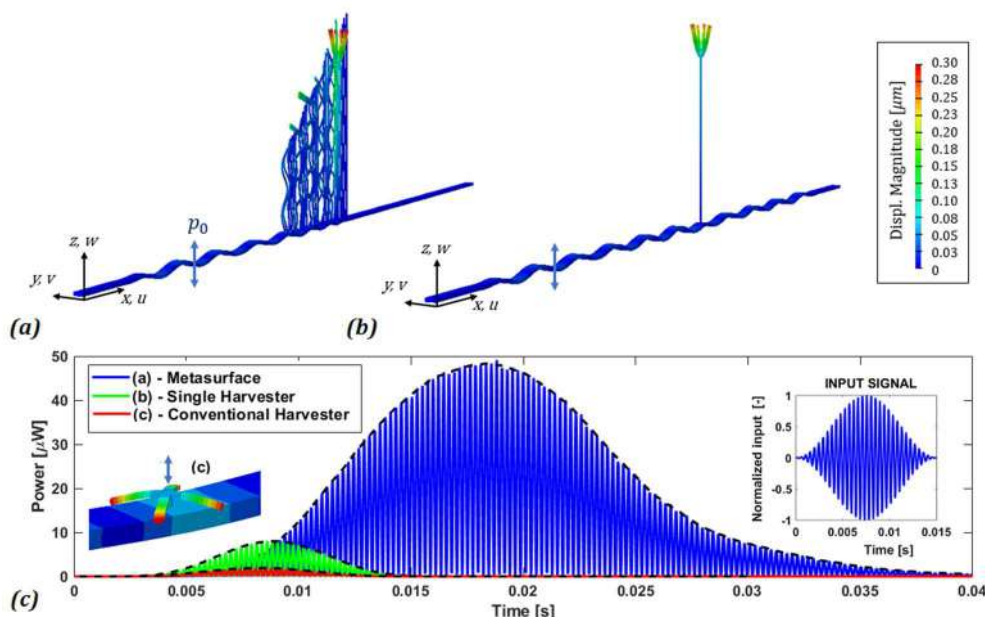 p₀
z, w
y, v
x, u
(a)
z, w
y, v
x, u
(b)
Displ. Magnitude [μm]
0.30
0.28
0.25
0.23
0.20
0.18
0.13
0.10
0.08
0.05
0.03
0
50
40
30
20
10
0
Power [μW]
(a) - Metasurface
(b) - Single Harvester
(c) - Conventional Harvester
(c)
INPUT SIGNAL
Normalized input [-]
1
0.5
0
-0.5
-1
0 0.005 0.01 0.015
Time [s]
0 0.005 0.01 0.015 0.02 0.025 0.03 0.035 0.04
Time [s]
(c)